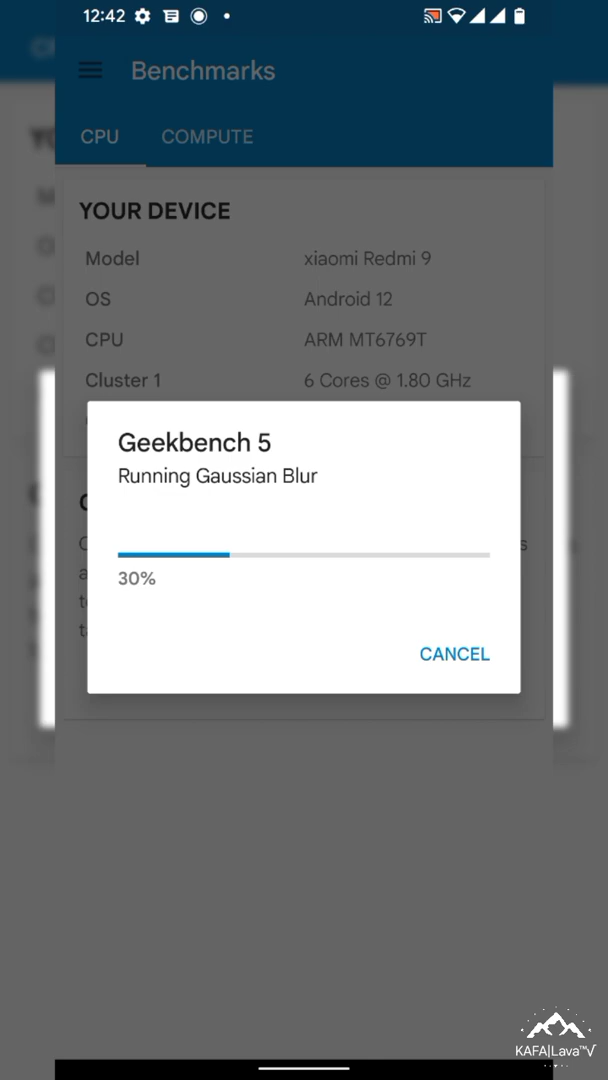 12:42
Benchmarks
CPU COMPUTE
YOUR DEVICE
Model xiaomi Redmi 9
OS Android 12
CPU ARM MT6769T
Cluster 1 6 Cores @ 1.80 GHz
Geekbench 5
Running Gaussian Blur
30%
CANCEL
KAFA|Lava™√